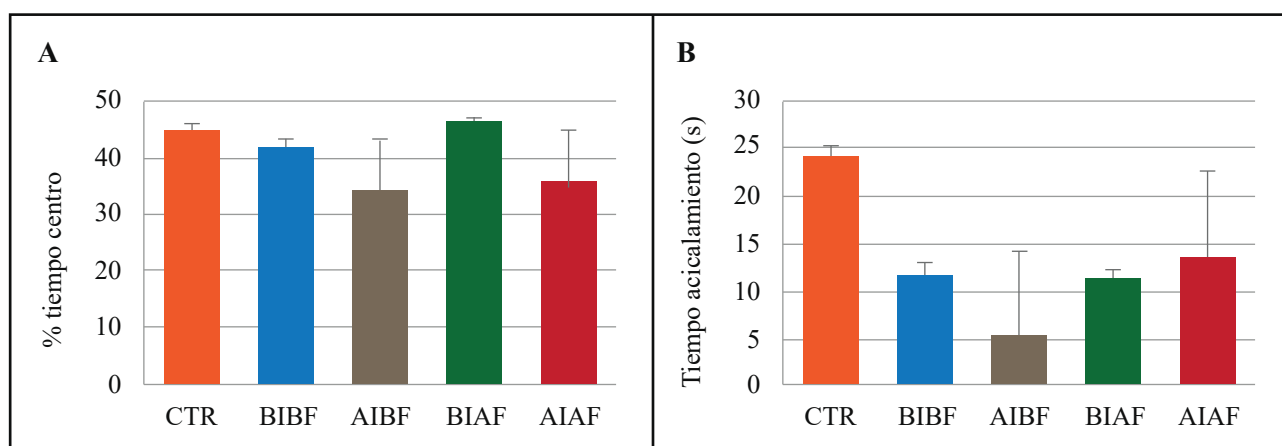 A
% tiempo centro
50
40
30
20
10
0
CTR BIBF AIBF BIAF AIAF
B
Tiempo acicalamiento (s)
30
25
20
15
10
5
0
CTR BIBF AIBF BIAF AIAF